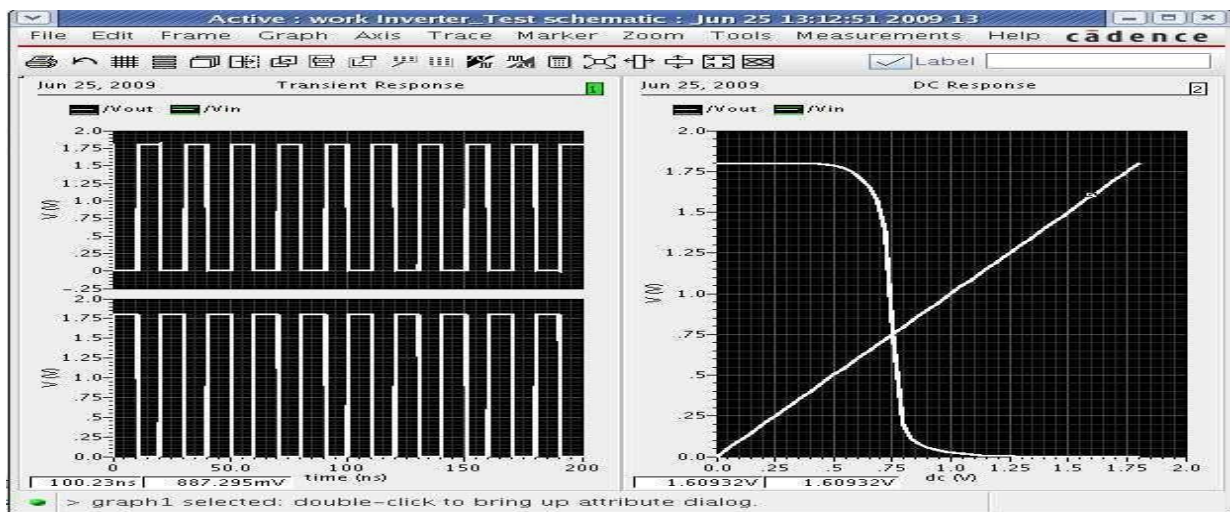 Active : work Inverter_Test schematic : Jun 25 13:12:51 2009 13
File Edit Frame Graph Axis Trace Marker Zoom Tools Measurements Help cādence
Label
Jun 25, 2009 Transient Response 1
/Vout /Vin
2.0
1.75
1.5
1.25
1.0
.75
.5
.25
0
-.25
V (V)
2.0
1.75
1.5
1.25
1.0
.75
.5
.25
0.0
V (V)
0 50.0 100 150 200
time (ns)
100.23ns 887.295mV
Jun 25, 2009 DC Response 2
/Vout /Vin
2.0
1.5
1.0
.5
0.0
V (V)
0.0 .25 .5 .75 1.0 1.25 1.5 1.75 2.0
dc (V)
1.60932V 1.60932V
> graph1 selected: double-click to bring up attribute dialog.